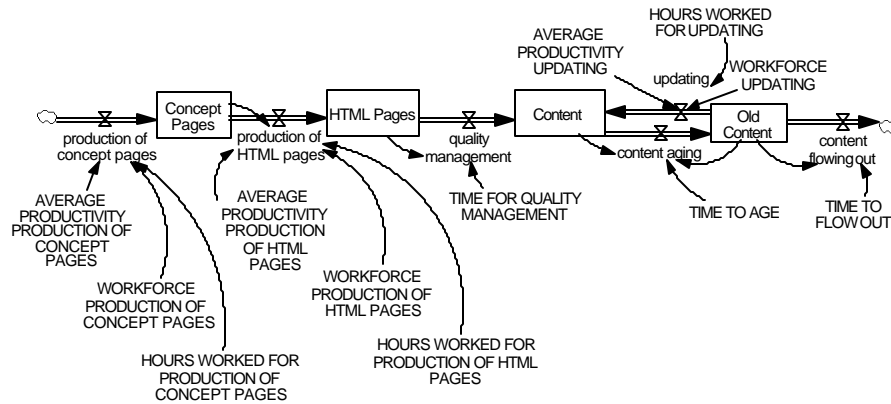 HOURS WORKED
FOR UPDATING
AVERAGE
PRODUCTIVITY
UPDATING
WORKFORCE
UPDATING
updating
Concept
Pages
HTML Pages
Content
Old
Content
production of
concept pages
production of
HTML pages
quality
management
content aging
content
flowing out
AVERAGE
PRODUCTIVITY
PRODUCTION OF
CONCEPT
PAGES
AVERAGE
PRODUCTIVITY
PRODUCTION
OF HTML
PAGES
TIME FOR QUALITY
MANAGEMENT
TIME TO AGE
TIME TO
FLOW OUT
WORKFORCE
PRODUCTION OF
CONCEPT PAGES
WORKFORCE
PRODUCTION OF
HTML PAGES
HOURS WORKED FOR
PRODUCTION OF
CONCEPT PAGES
HOURS WORKED FOR
PRODUCTION OF HTML
PAGES